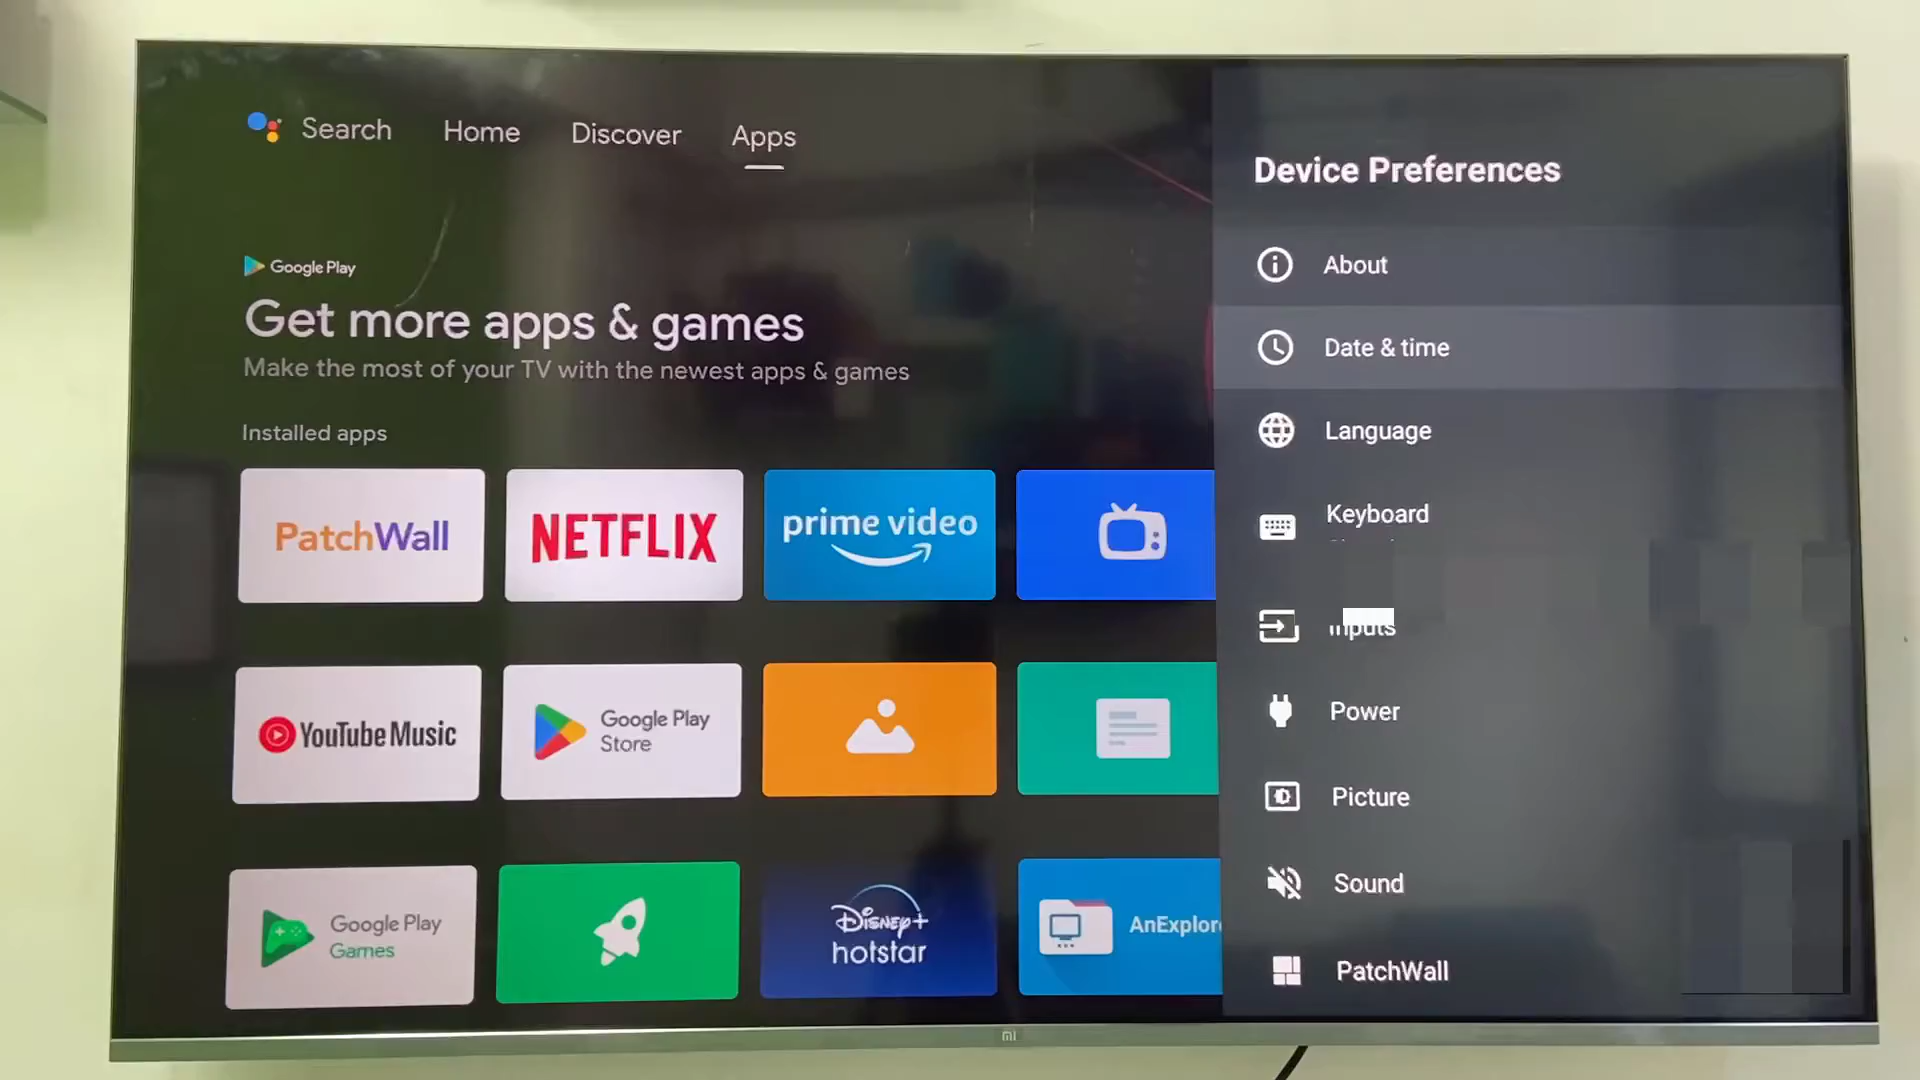 Search Home Discover Apps
Google Play
Get more apps & games
Make the most of your TV with the newest apps & games
Installed apps
PatchWall
NETFLIX
prime video
YouTube Music
Google Play
Store
Google Play
Games
Disney+
hotstar
AnExplor
Device Preferences
About
Date & time
Language
Keyboard
Inputs
Power
Picture
Sound
PatchWall
mi